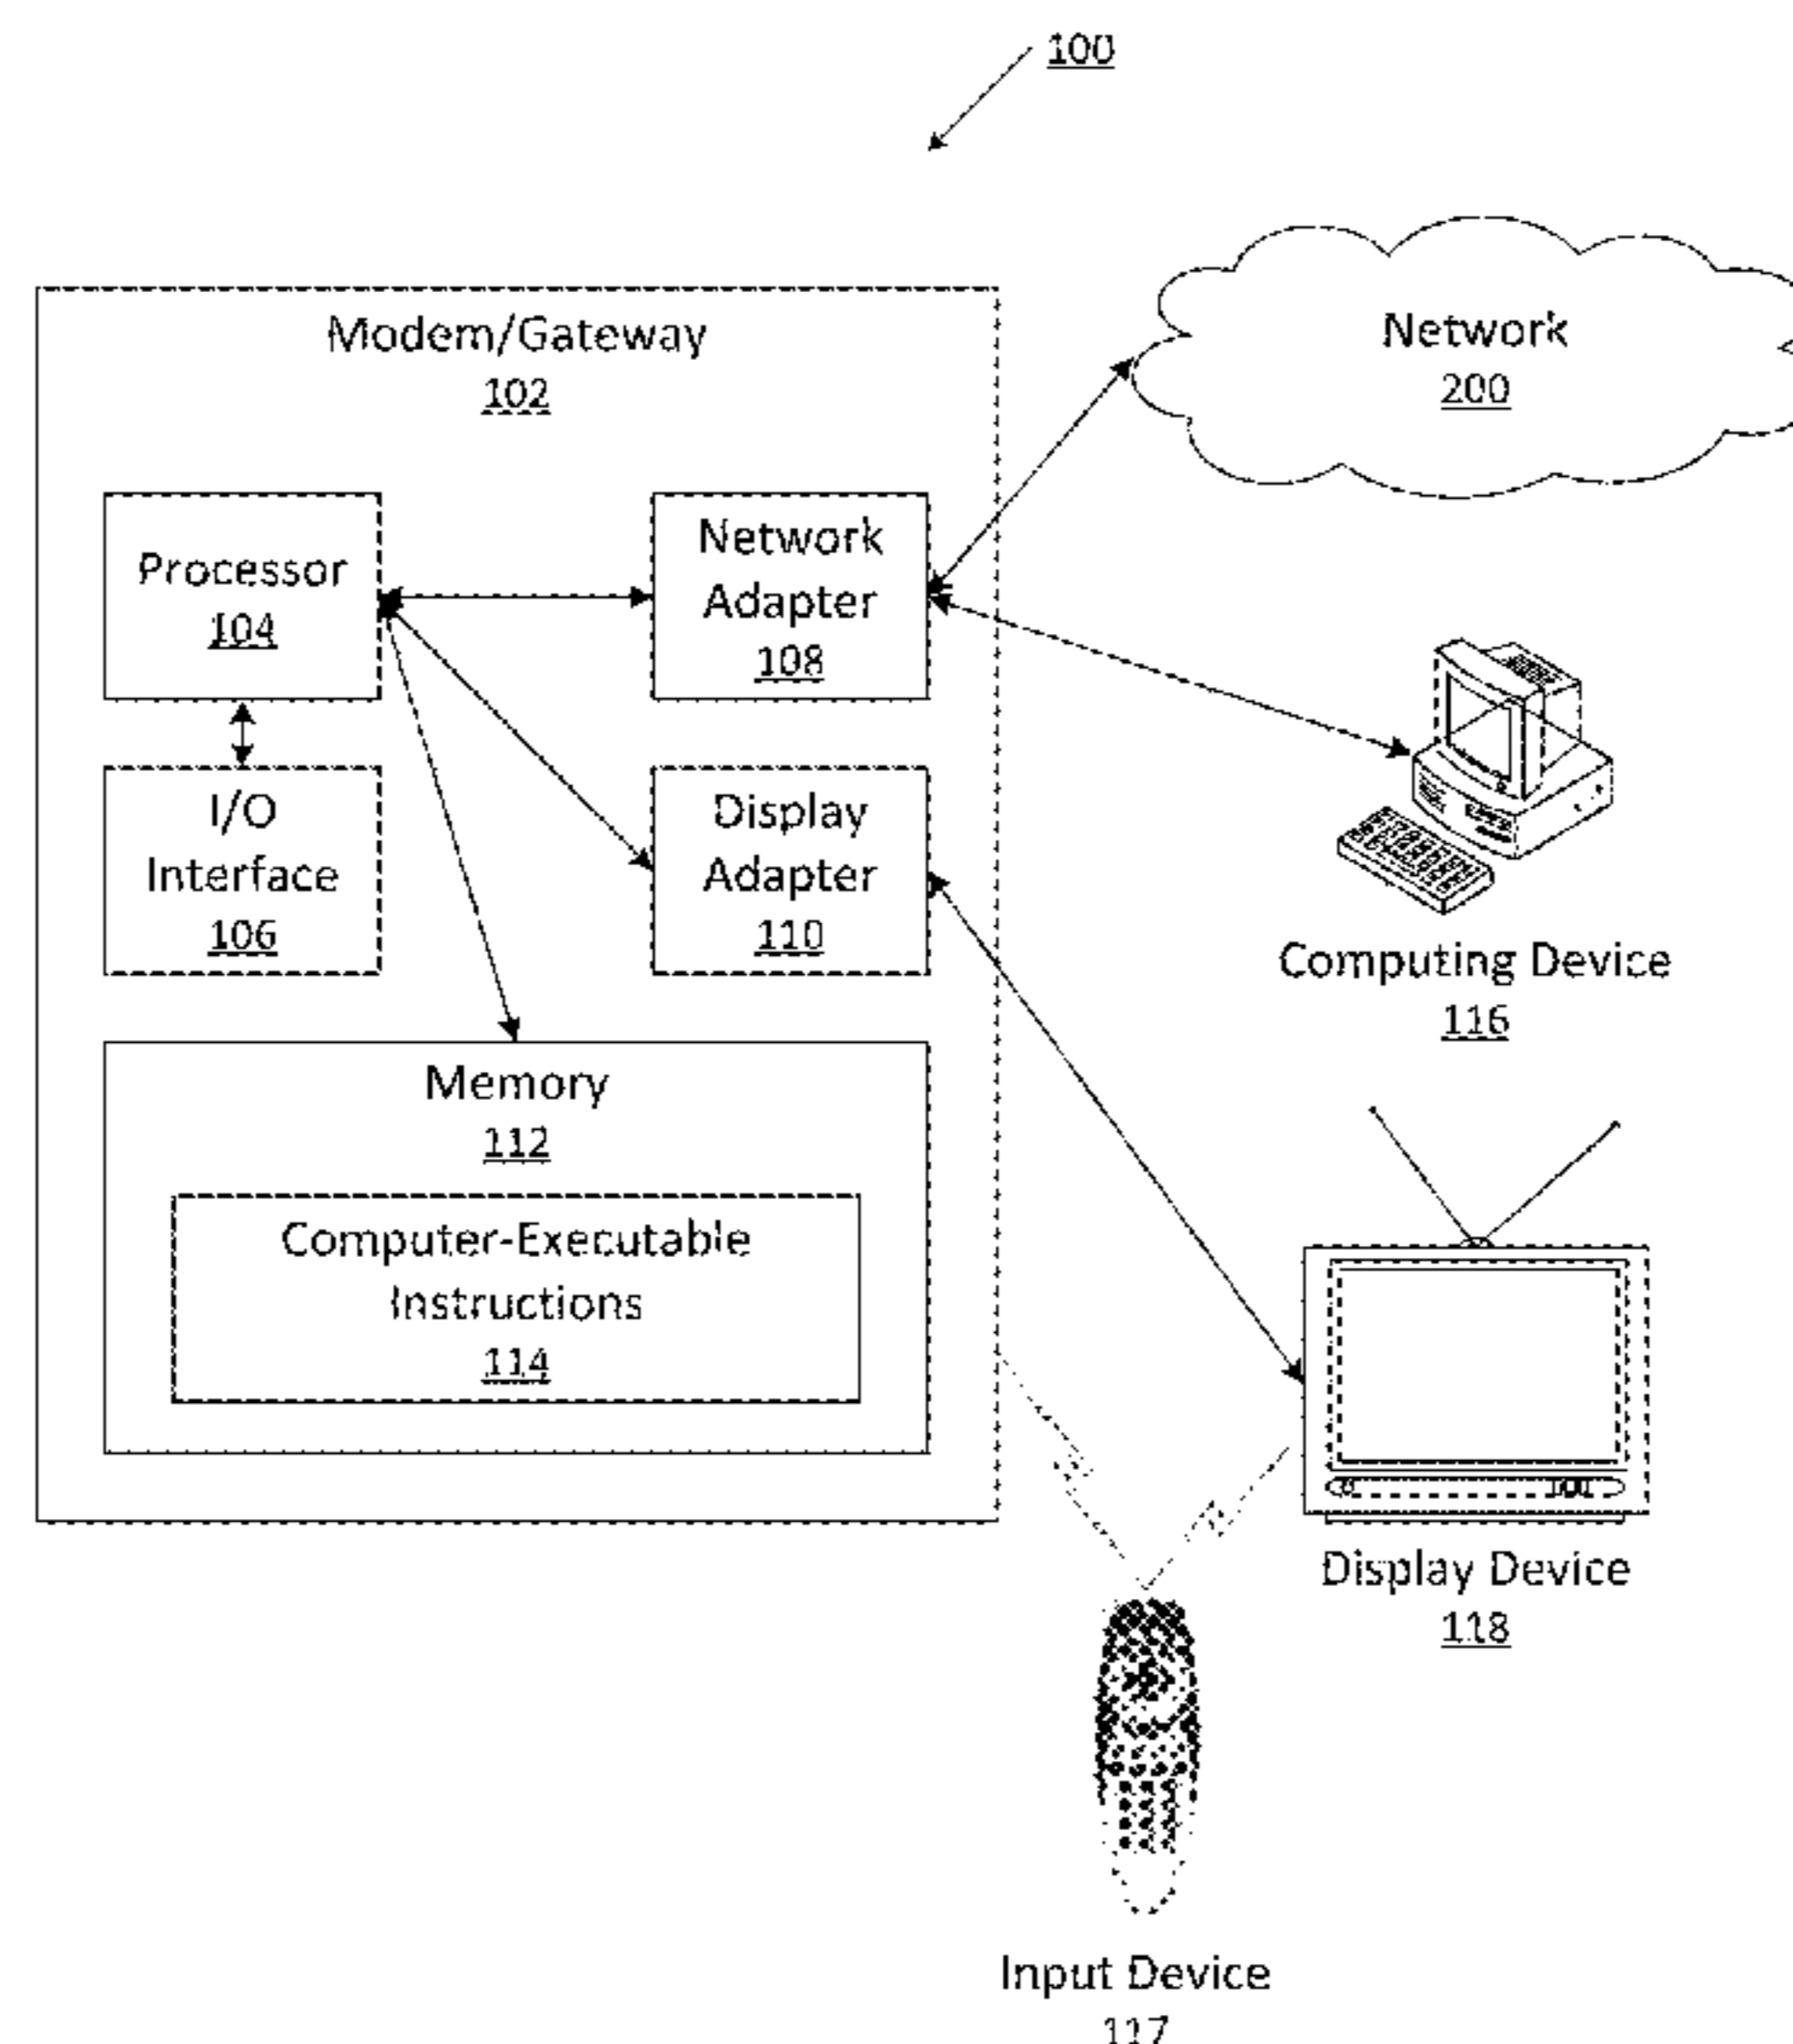 100
Modem/Gateway
102
Network
200
Processor
104
Network
Adapter
108
I/O
Interface
106
Display
Adapter
110
Computing Device
116
Memory
112
Computer-Executable
Instructions
114
Display Device
118
Input Device
117